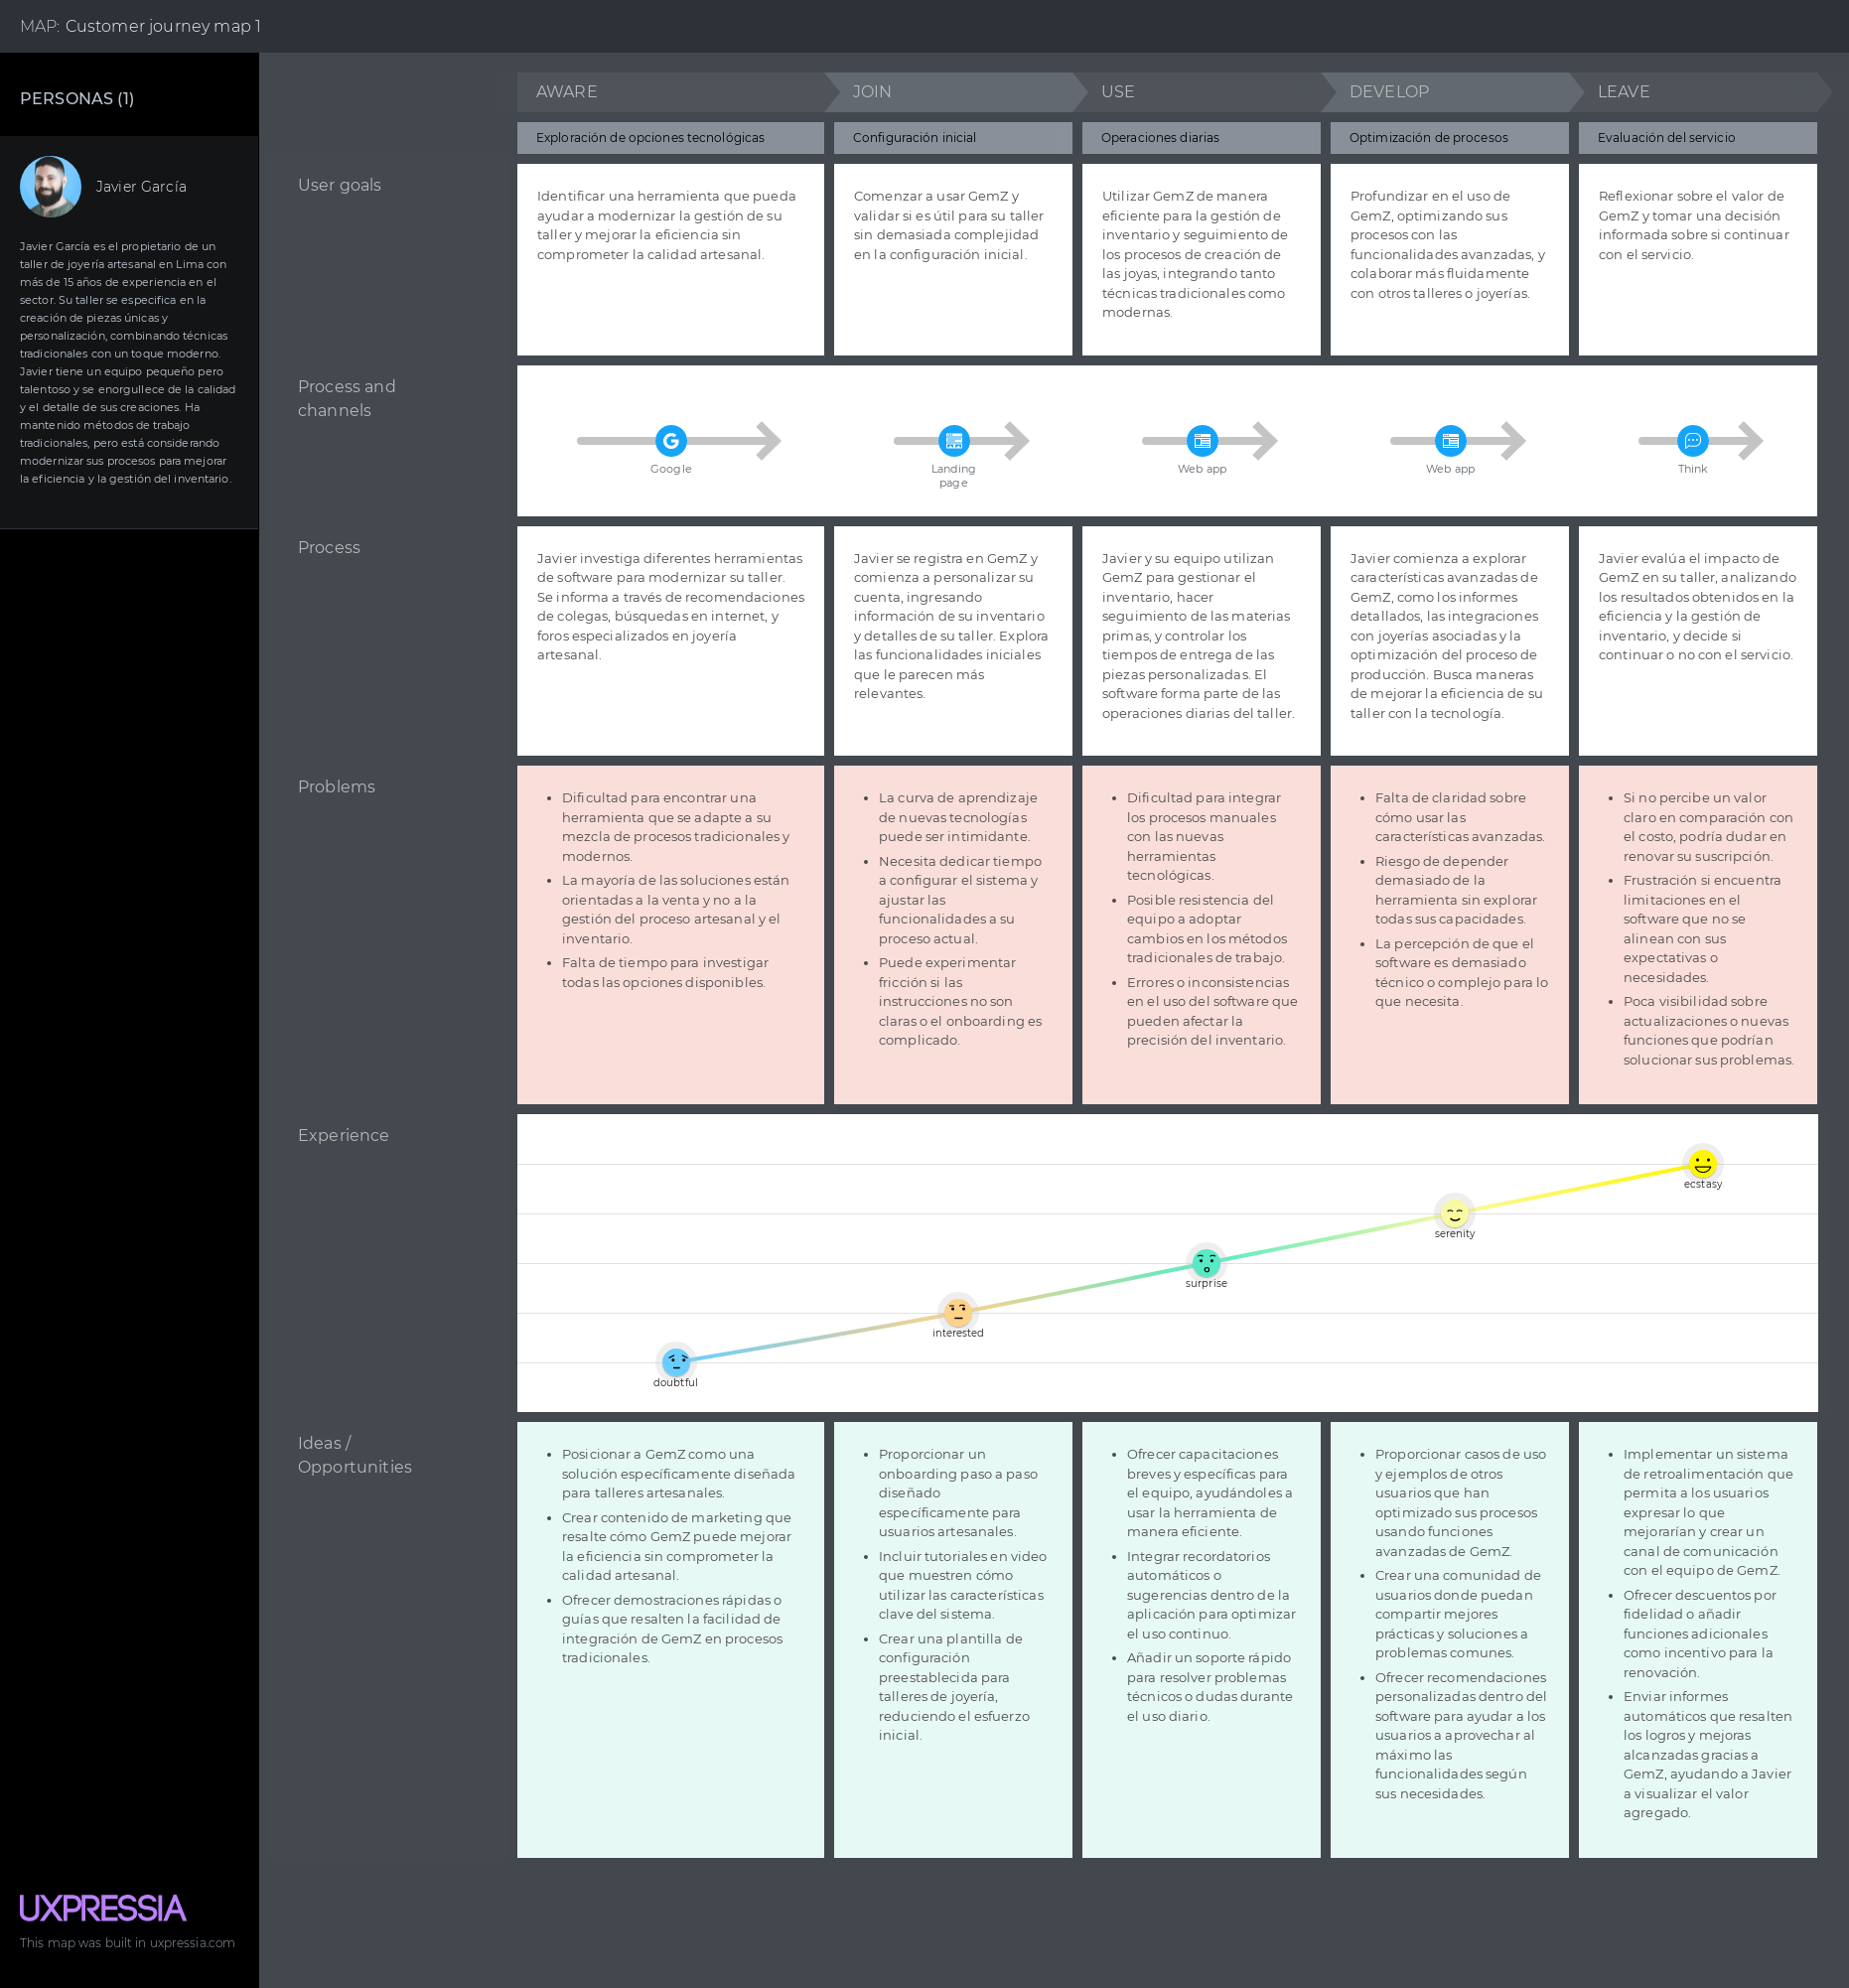 MAP: Customer journey map 1
PERSONAS (1)
Javier García
Javier García es el propietario de un
taller de joyería artesanal en Lima con
más de 15 años de experiencia en el
sector. Su taller se especifica en la
creación de piezas únicas y
personalización, combinando técnicas
tradicionales con un toque moderno.
Javier tiene un equipo pequeño pero
talentoso y se enorgullece de la calidad
y el detalle de sus creaciones. Ha
mantenido métodos de trabajo
tradicionales, pero está considerando
modernizar sus procesos para mejorar
la eficiencia y la gestión del inventario.
AWARE
JOIN
USE
DEVELOP
LEAVE
Exploración de opciones tecnológicas
Configuración inicial
Operaciones diarias
Optimización de procesos
Evaluación del servicio
User goals
Identificar una herramienta que pueda
ayudar a modernizar la gestión de su
taller y mejorar la eficiencia sin
comprometer la calidad artesanal.
Comenzar a usar GemZ y
validar si es útil para su taller
sin demasiada complejidad
en la configuración inicial.
Utilizar GemZ de manera
eficiente para la gestión de
inventario y seguimiento de
los procesos de creación de
las joyas, integrando tanto
técnicas tradicionales como
modernas.
Profundizar en el uso de
GemZ, optimizando sus
procesos con las
funcionalidades avanzadas, y
colaborar más fluidamente
con otros talleres o joyerías.
Reflexionar sobre el valor de
GemZ y tomar una decisión
informada sobre si continuar
con el servicio.
Process and
channels
Google
Landing
page
Web app
Web app
Think
Process
Javier investiga diferentes herramientas
de software para modernizar su taller.
Se informa a través de recomendaciones
de colegas, búsquedas en internet, y
foros especializados en joyería
artesanal.
Javier se registra en GemZ y
comienza a personalizar su
cuenta, ingresando
información de su inventario
y detalles de su taller. Explora
las funcionalidades iniciales
que le parecen más
relevantes.
Javier y su equipo utilizan
GemZ para gestionar el
inventario, hacer
seguimiento de las materias
primas, y controlar los
tiempos de entrega de las
piezas personalizadas. El
software forma parte de las
operaciones diarias del taller.
Javier comienza a explorar
características avanzadas de
GemZ, como los informes
detallados, las integraciones
con joyerías asociadas y la
optimización del proceso de
producción. Busca maneras
de mejorar la eficiencia de su
taller con la tecnología.
Javier evalúa el impacto de
GemZ en su taller, analizando
los resultados obtenidos en la
eficiencia y la gestión de
inventario, y decide si
continuar o no con el servicio.
Problems
• Dificultad para encontrar una
herramienta que se adapte a su
mezcla de procesos tradicionales y
modernos.
• La mayoría de las soluciones están
orientadas a la venta y no a la
gestión del proceso artesanal y el
inventario.
• Falta de tiempo para investigar
todas las opciones disponibles.
• La curva de aprendizaje
de nuevas tecnologías
puede ser intimidante.
• Necesita dedicar tiempo
a configurar el sistema y
ajustar las
funcionalidades a su
proceso actual.
• Puede experimentar
fricción si las
instrucciones no son
claras o el onboarding es
complicado.
• Dificultad para integrar
los procesos manuales
con las nuevas
herramientas
tecnológicas.
• Posible resistencia del
equipo a adoptar
cambios en los métodos
tradicionales de trabajo.
• Errores o inconsistencias
en el uso del software que
pueden afectar la
precisión del inventario.
• Falta de claridad sobre
cómo usar las
características avanzadas.
• Riesgo de depender
demasiado de la
herramienta sin explorar
todas sus capacidades.
• La percepción de que el
software es demasiado
técnico o complejo para lo
que necesita.
• Si no percibe un valor
claro en comparación con
el costo, podría dudar en
renovar su suscripción.
• Frustración si encuentra
limitaciones en el
software que no se
alinean con sus
expectativas o
necesidades.
• Poca visibilidad sobre
actualizaciones o nuevas
funciones que podrían
solucionar sus problemas.
Experience
ecstasy
serenity
surprise
interested
doubtful
Ideas /
Opportunities
• Posicionar a GemZ como una
solución específicamente diseñada
para talleres artesanales.
• Crear contenido de marketing que
resalte cómo GemZ puede mejorar
la eficiencia sin comprometer la
calidad artesanal.
• Ofrecer demostraciones rápidas o
guías que resalten la facilidad de
integración de GemZ en procesos
tradicionales.
• Proporcionar un
onboarding paso a paso
diseñado
específicamente para
usuarios artesanales.
• Incluir tutoriales en video
que muestren cómo
utilizar las características
clave del sistema.
• Crear una plantilla de
configuración
preestablecida para
talleres de joyería,
reduciendo el esfuerzo
inicial.
• Ofrecer capacitaciones
breves y específicas para
el equipo, ayudándoles a
usar la herramienta de
manera eficiente.
• Integrar recordatorios
automáticos o
sugerencias dentro de la
aplicación para optimizar
el uso continuo.
• Añadir un soporte rápido
para resolver problemas
técnicos o dudas durante
el uso diario.
• Proporcionar casos de uso
y ejemplos de otros
usuarios que han
optimizado sus procesos
usando funciones
avanzadas de GemZ.
• Crear una comunidad de
usuarios donde puedan
compartir mejores
prácticas y soluciones a
problemas comunes.
• Ofrecer recomendaciones
personalizadas dentro del
software para ayudar a los
usuarios a aprovechar al
máximo las
funcionalidades según
sus necesidades.
• Implementar un sistema
de retroalimentación que
permita a los usuarios
expresar lo que
mejorarían y crear un
canal de comunicación
con el equipo de GemZ.
• Ofrecer descuentos por
fidelidad o añadir
funciones adicionales
como incentivo para la
renovación.
• Enviar informes
automáticos que resalten
los logros y mejoras
alcanzadas gracias a
GemZ, ayudando a Javier
a visualizar el valor
agregado.
UXPRESSIA
This map was built in uxpressia.com